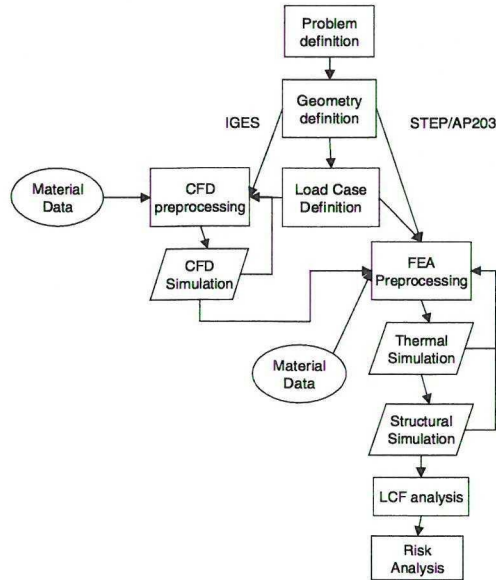 Problem
definition
Geometry
definition
IGES
STEP/AP203
Material
Data
CFD
preprocessing
Load Case
Definition
CFD
Simulation
FEA
Preprocessing
Material
Data
Thermal
Simulation
Structural
Simulation
LCF analysis
Risk
Analysis